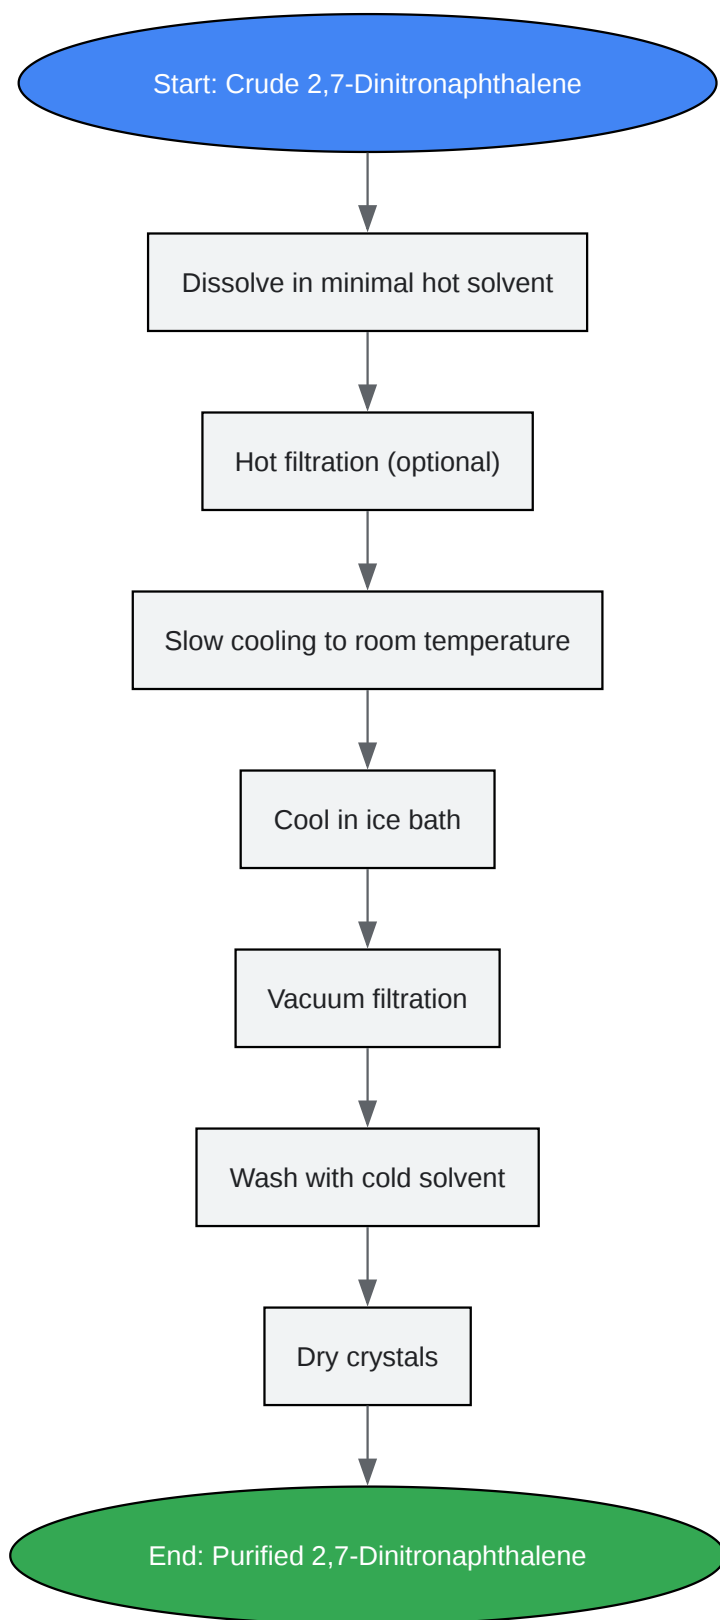 Start: Crude 2,7-Dinitronaphthalene
Dissolve in minimal hot solvent
Hot filtration (optional)
Slow cooling to room temperature
Cool in ice bath
Vacuum filtration
Wash with cold solvent
Dry crystals
End: Purified 2,7-Dinitronaphthalene